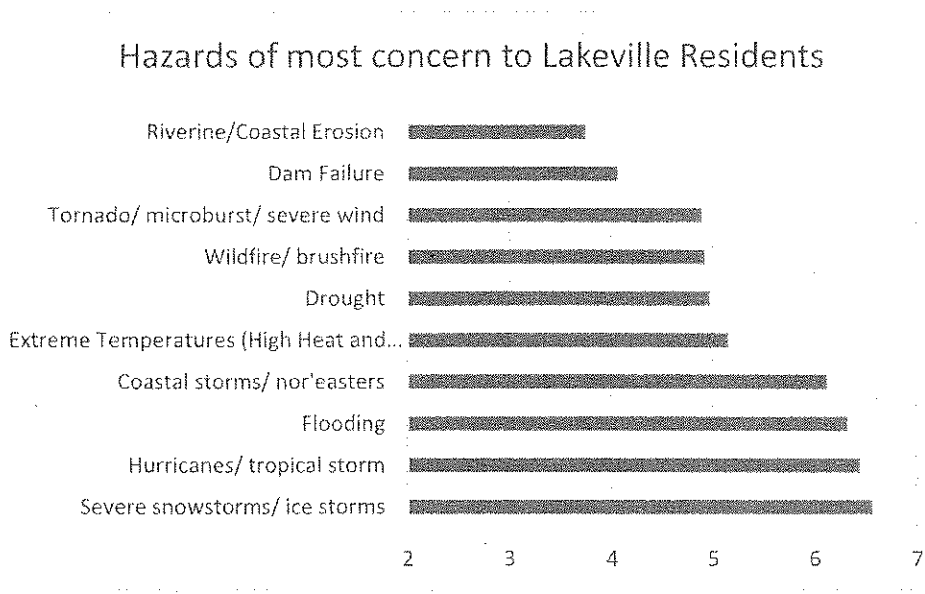 Hazards of most concern to Lakeville Residents
Riverine/Coastal Erosion
Dam Failure
Tornado/ microburst/ severe wind
Wildfire/ brushfire
Drought
Extreme Temperatures (High Heat and...
Coastal storms/ nor'easters
Flooding
Hurricanes/ tropical storm
Severe snowstorms/ ice storms
2 3 4 5 6 7